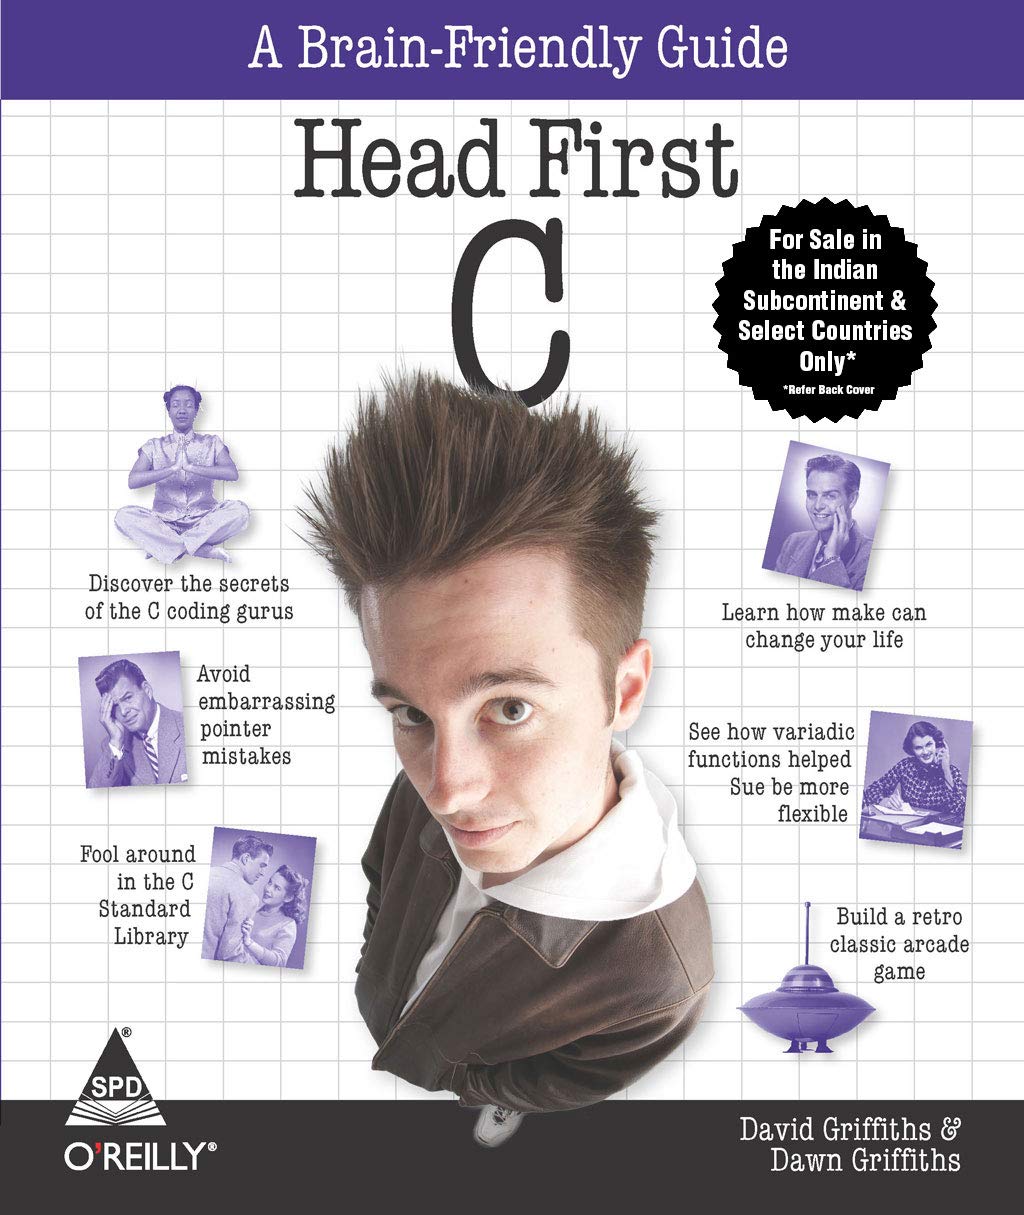 A Brain-Friendly Guide
Head First
C
For Sale in
the Indian
Subcontinent &
Select Countries
Only*
*Refer Back Cover
Discover the secrets
of the C coding gurus
Learn how make can
change your life
Avoid
embarrassing
pointer
mistakes
See how variadic
functions helped
Sue be more
flexible
Fool around
in the C
Standard
Library
Build a retro
classic arcade
game
®
SPD
O'REILLY®
David Griffiths &
Dawn Griffiths